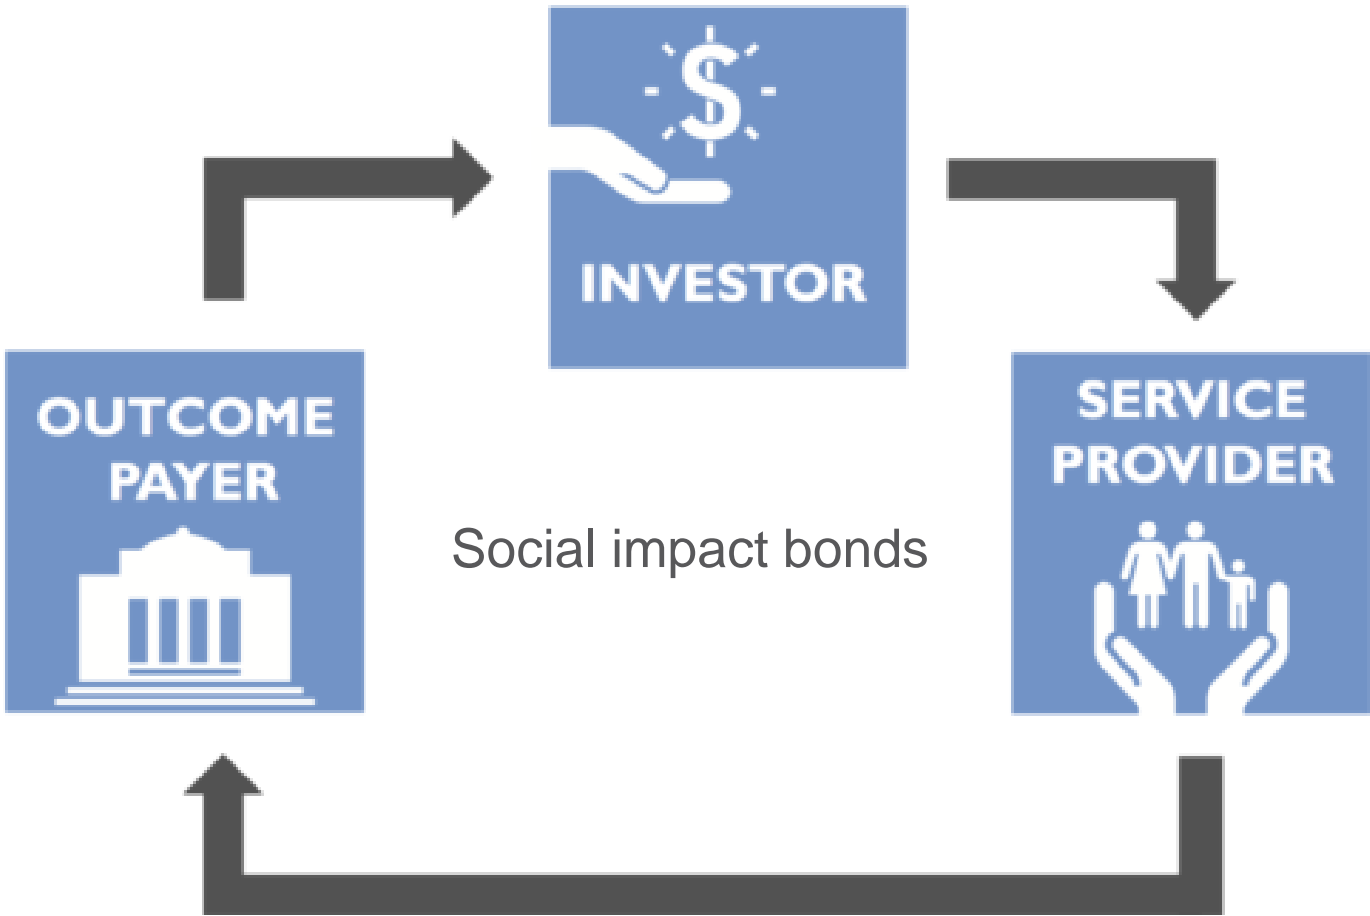 INVESTOR
OUTCOME
PAYER
SERVICE
PROVIDER
Social impact bonds